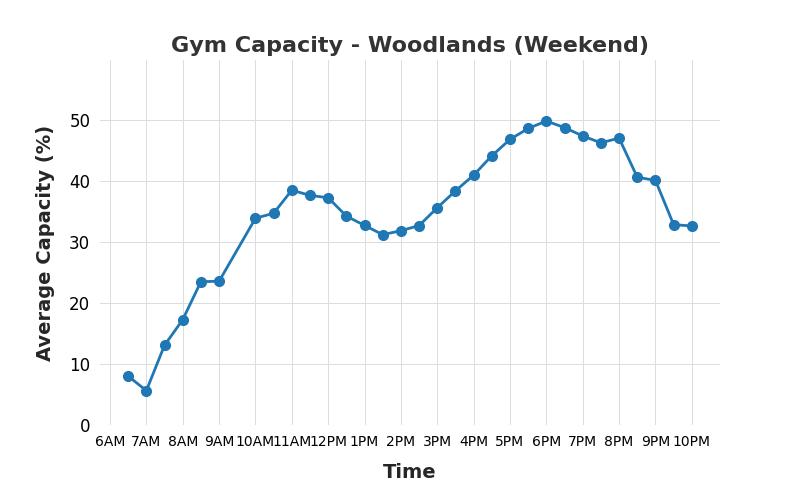 Gym Capacity - Woodlands (Weekend)
Average Capacity (%)
50
40
30
20
10
0
6AM 7AM 8AM 9AM 10AM 11AM 12PM 1PM 2PM 3PM 4PM 5PM 6PM 7PM 8PM 9PM 10PM
Time